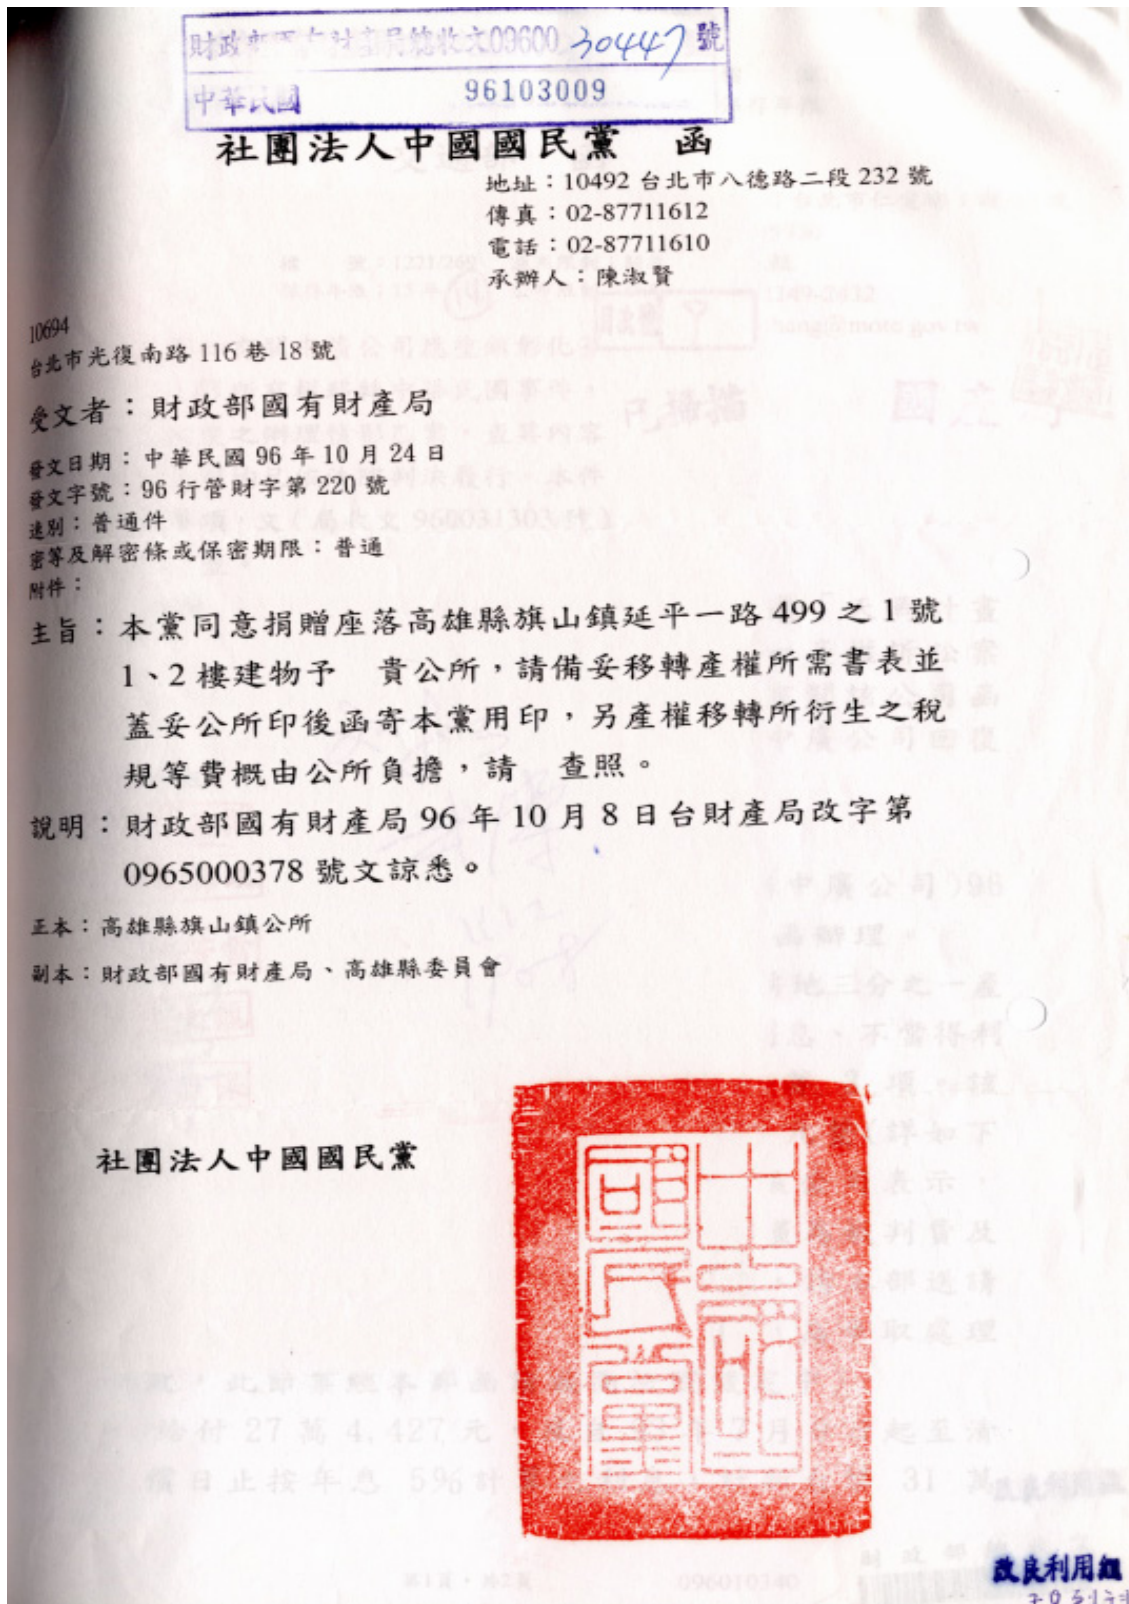 財政部國有財產局總收文09600 30447 號
中華民國 96103009
社團法人中國國民黨 函
地址：10492 台北市八德路二段 232 號
傳真：02-87711612
電話：02-87711610
承辦人：陳淑賢
10694
台北市光復南路 116 巷 18 號
受文者：財政部國有財產局
發文日期：中華民國 96 年 10 月 24 日
發文字號：96 行管財字第 220 號
速別：普通件
密等及解密條或保密期限：普通
附件：
主旨：本黨同意捐贈座落高雄縣旗山鎮延平一路 499 之 1 號
1、2 樓建物予 貴公所，請備妥移轉產權所需書表並
蓋妥公所印後函寄本黨用印，另產權移轉所衍生之稅
規等費概由公所負擔，請 查照。
說明：財政部國有財產局 96 年 10 月 8 日台財產局改字第
0965000378 號文諒悉。
正本：高雄縣旗山鎮公所
副本：財政部國有財產局、高雄縣委員會
社團法人中國國民黨
中國國民黨
改良利用組